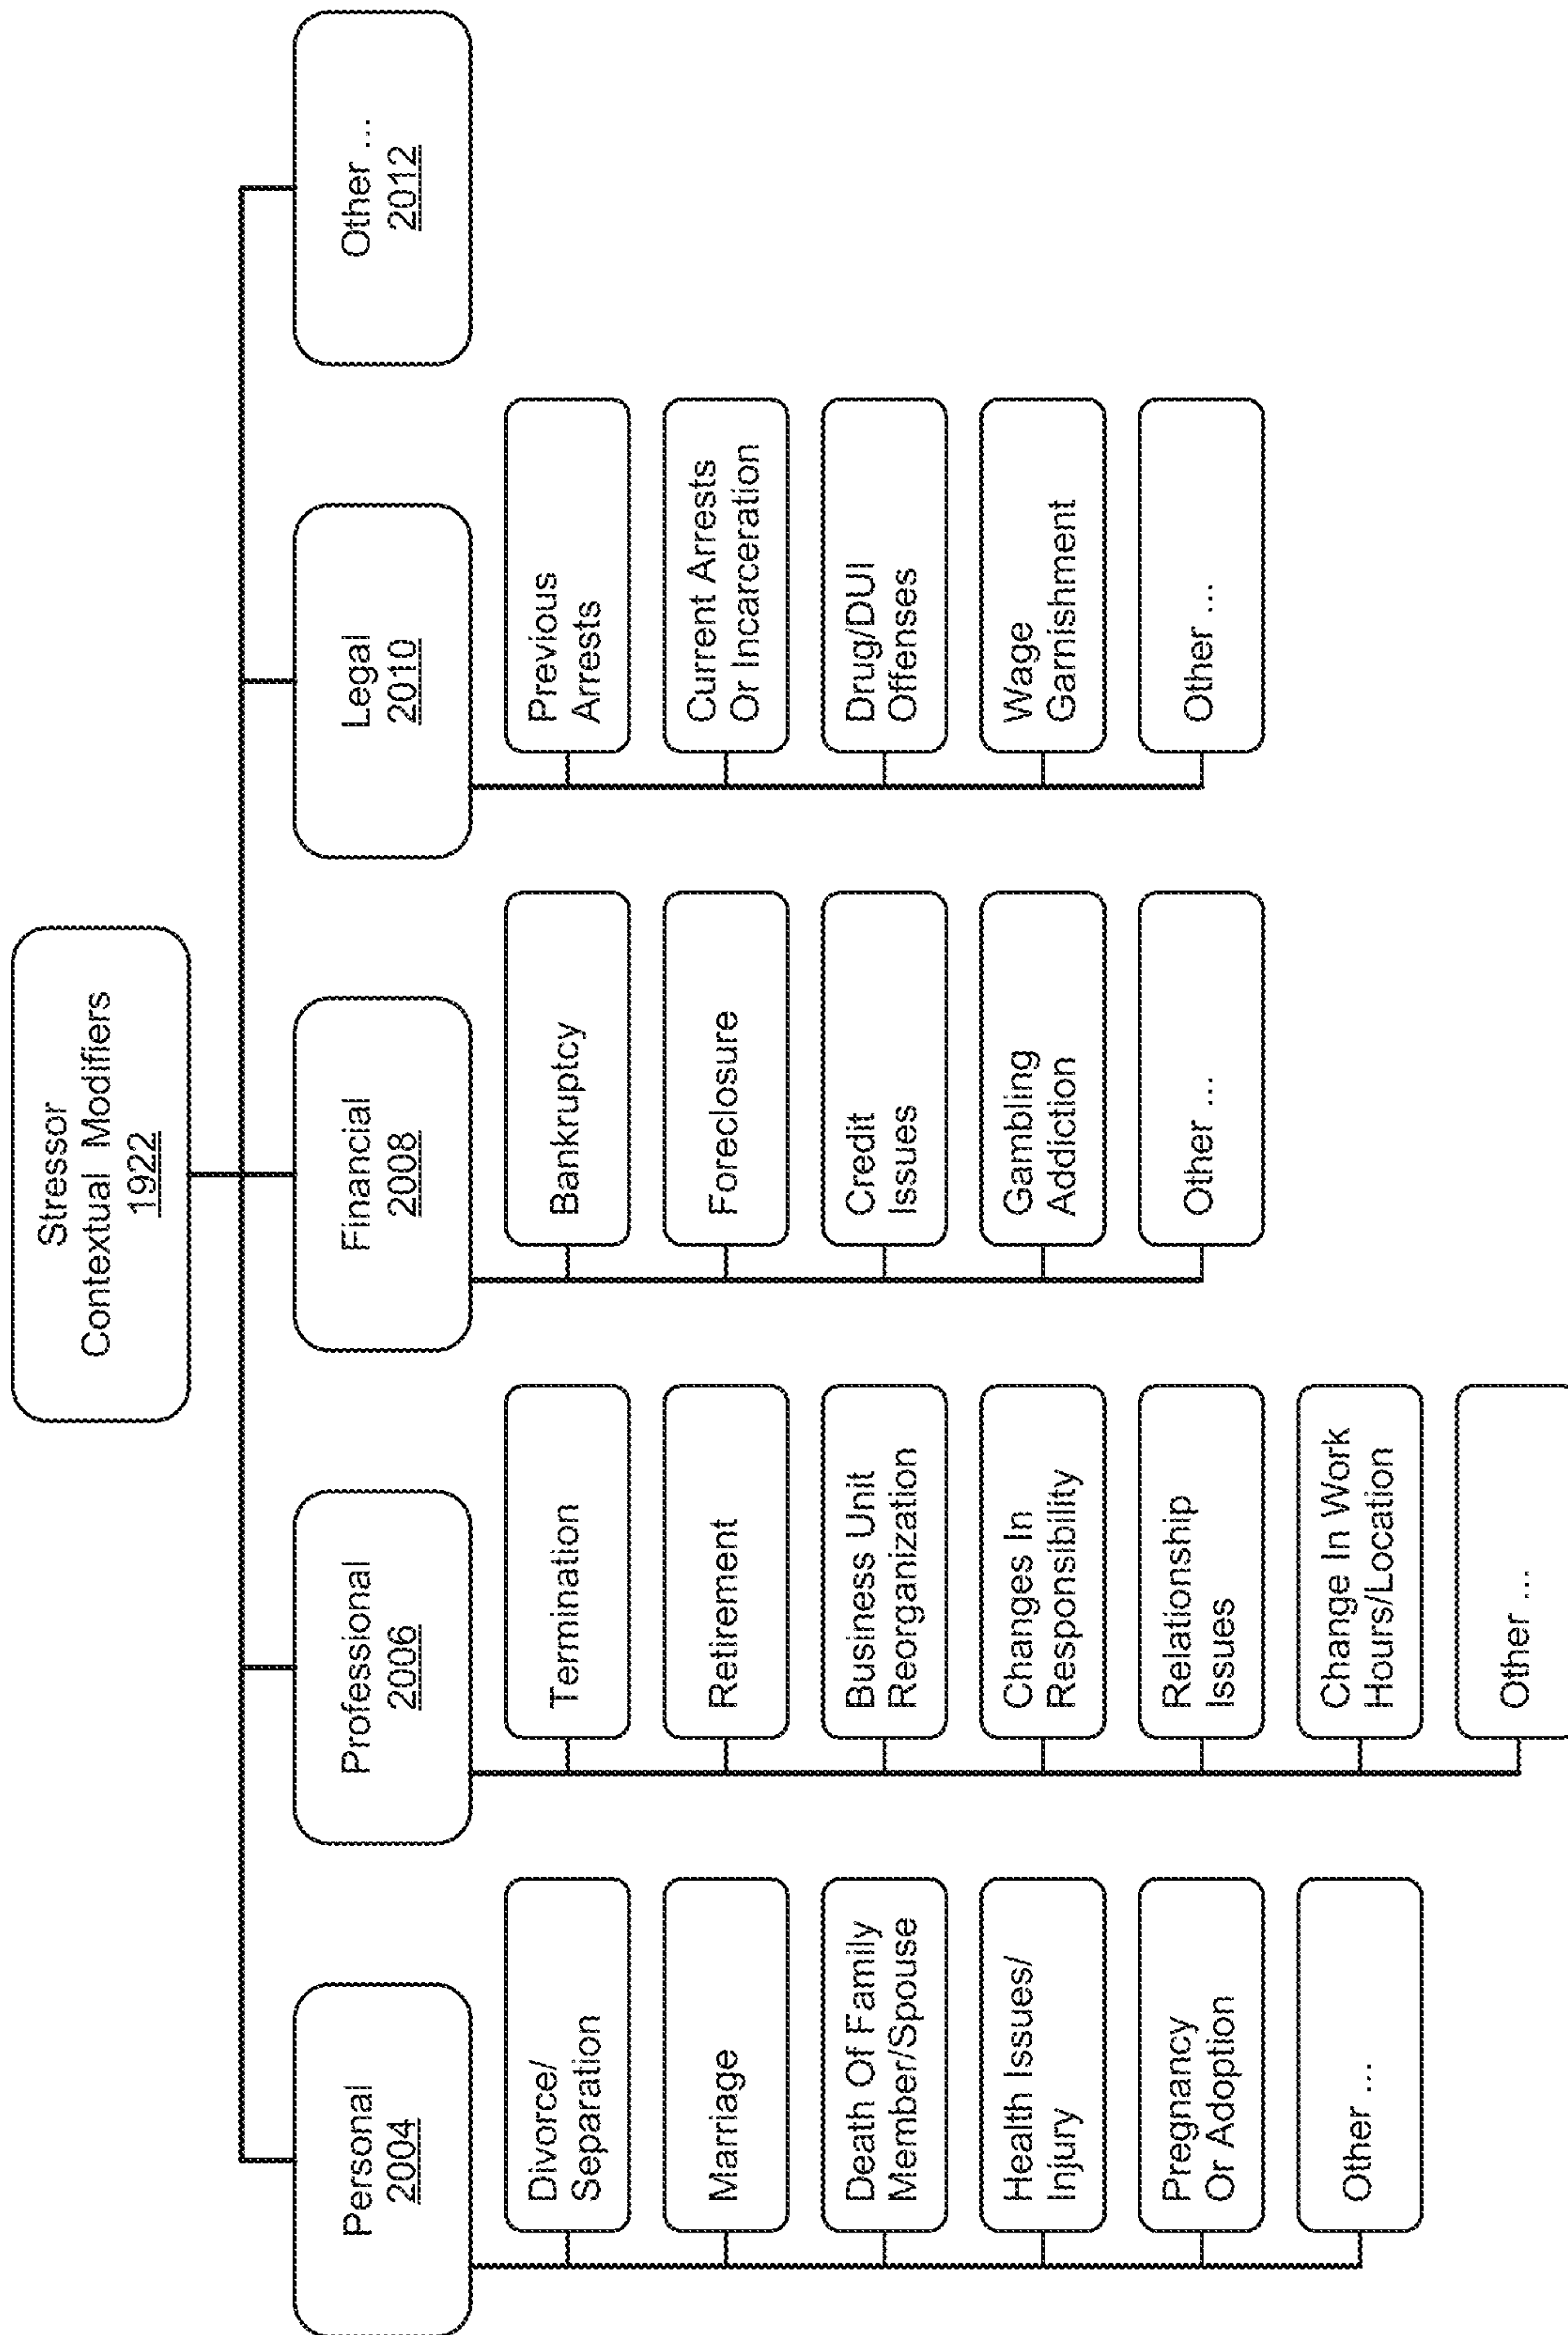 Stressor
Contextual Modifiers
1922
Personal
2004
Divorce/
Separation
Marriage
Death Of Family
Member/Spouse
Health Issues/
Injury
Pregnancy
Or Adoption
Other ...
Professional
2006
Termination
Retirement
Business Unit
Reorganization
Changes In
Responsibility
Relationship
Issues
Change In Work
Hours/Location
Other ...
Financial
2008
Bankruptcy
Foreclosure
Credit
Issues
Gambling
Addiction
Other ...
Legal
2010
Previous
Arrests
Current Arrests
Or Incarceration
Drug/DUI
Offenses
Wage
Garnishment
Other ...
Other ...
2012